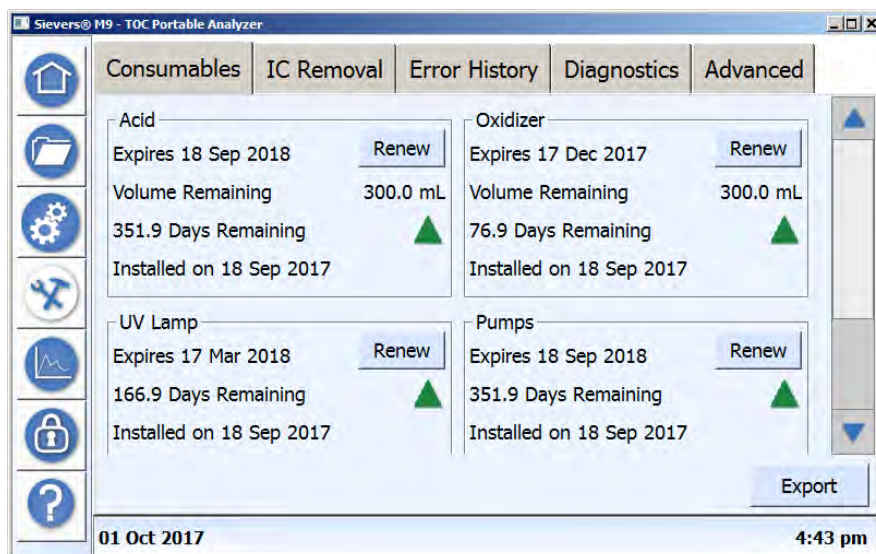 Sievers® M9 - TOC Portable Analyzer
Consumables IC Removal Error History Diagnostics Advanced
Acid
Expires 18 Sep 2018 Renew
Volume Remaining 300.0 mL
351.9 Days Remaining
Installed on 18 Sep 2017
Oxidizer
Expires 17 Dec 2017 Renew
Volume Remaining 300.0 mL
76.9 Days Remaining
Installed on 18 Sep 2017
UV Lamp
Expires 17 Mar 2018 Renew
166.9 Days Remaining
Installed on 18 Sep 2017
Pumps
Expires 18 Sep 2018 Renew
351.9 Days Remaining
Installed on 18 Sep 2017
Export
?
01 Oct 2017 4:43 pm